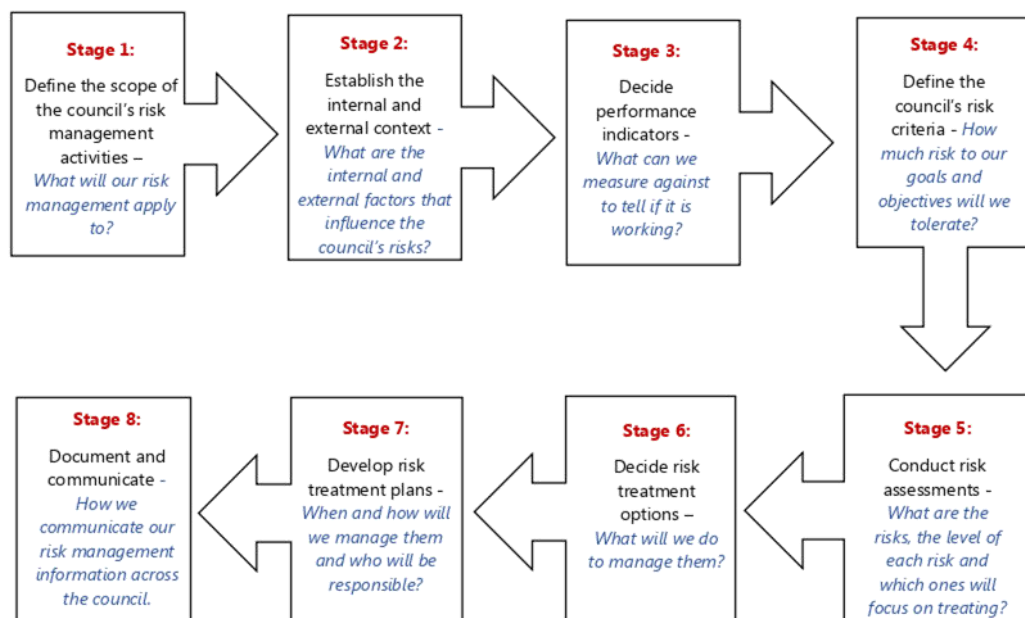 Stage 1:
Define the scope of
the council's risk
management
activities –
What will our risk
management apply
to?
Stage 2:
Establish the
internal and
external context -
What are the
internal and
external factors that
influence the
council's risks?
Stage 3:
Decide
performance
indicators -
What can we
measure against
to tell if it is
working?
Stage 4:
Define the
council's risk
criteria - How
much risk to our
goals and
objectives will we
tolerate?
Stage 5:
Conduct risk
assessments -
What are the
risks, the level of
each risk and
which ones will
focus on treating?
Stage 6:
Decide risk
treatment
options –
What will we do
to manage them?
Stage 7:
Develop risk
treatment plans -
When and how will
we manage them
and who will be
responsible?
Stage 8:
Document and
communicate -
How we
communicate our
risk management
information across
the council.